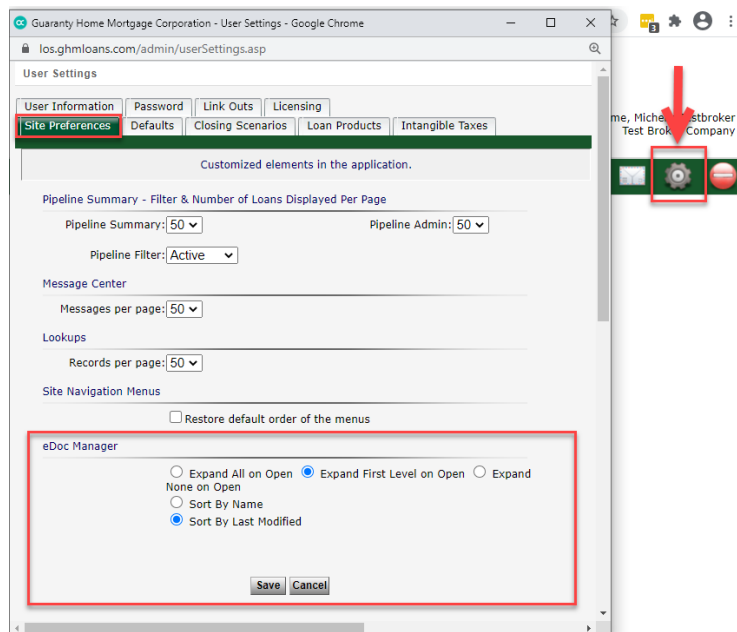 Guaranty Home Mortgage Corporation - User Settings - Google Chrome
los.ghmloans.com/admin/userSettings.asp
3
User Settings
User Information Password Link Outs Licensing
Site Preferences Defaults Closing Scenarios Loan Products Intangible Taxes
me, Miche stbroker
Test Brok Company
Customized elements in the application.
Pipeline Summary - Filter & Number of Loans Displayed Per Page
Pipeline Summary: 50 Pipeline Admin: 50
Pipeline Filter: Active
Message Center
Messages per page: 50
Lookups
Records per page: 50
Site Navigation Menus
Restore default order of the menus
eDoc Manager
Expand All on Open Expand First Level on Open Expand
None on Open
Sort By Name
Sort By Last Modified
Save Cancel